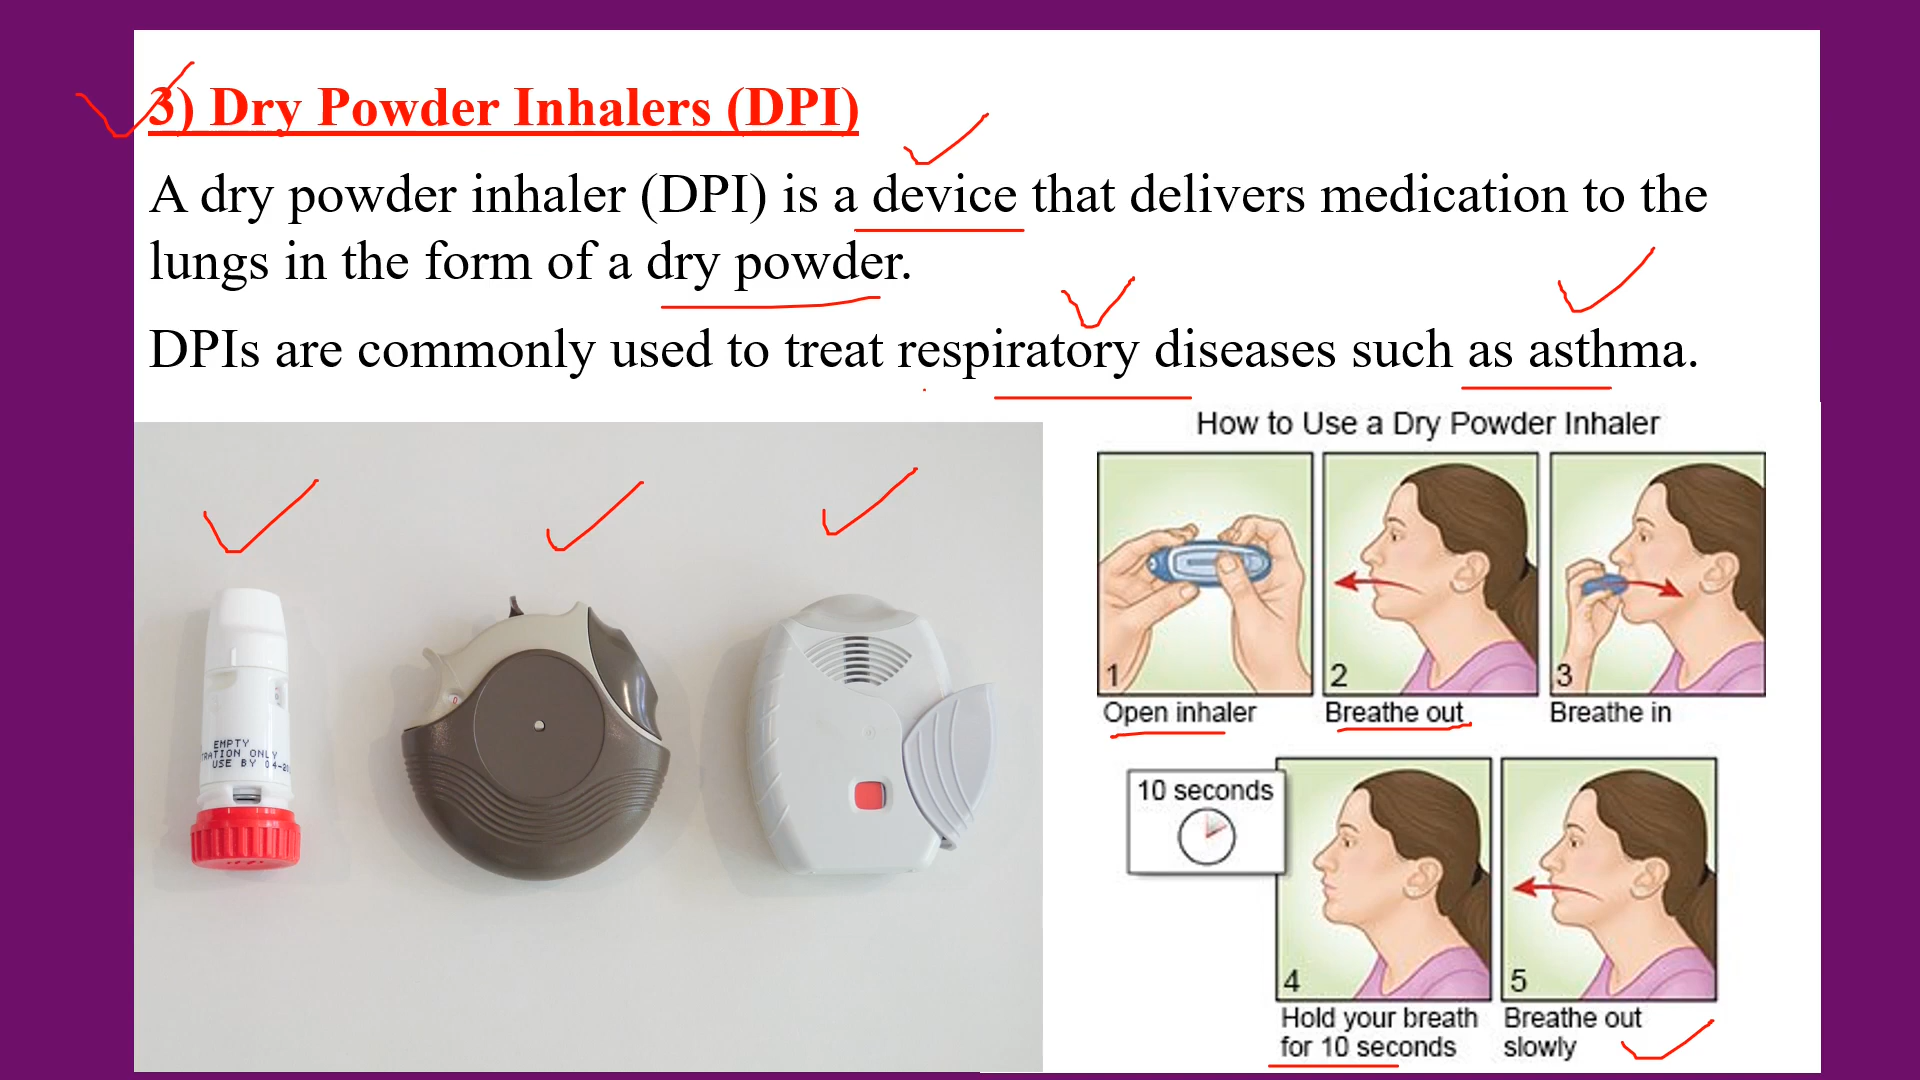 3) Dry Powder Inhalers (DPI)
A dry powder inhaler (DPI) is a device that delivers medication to the
lungs in the form of a dry powder.
DPIs are commonly used to treat respiratory diseases such as asthma.
How to Use a Dry Powder Inhaler
1
2
3
Open inhaler
Breathe out
Breathe in
EMPTY
TRATION ONLY
USE BY 04-20
10 seconds
4
5
Hold your breath
for 10 seconds
Breathe out
slowly